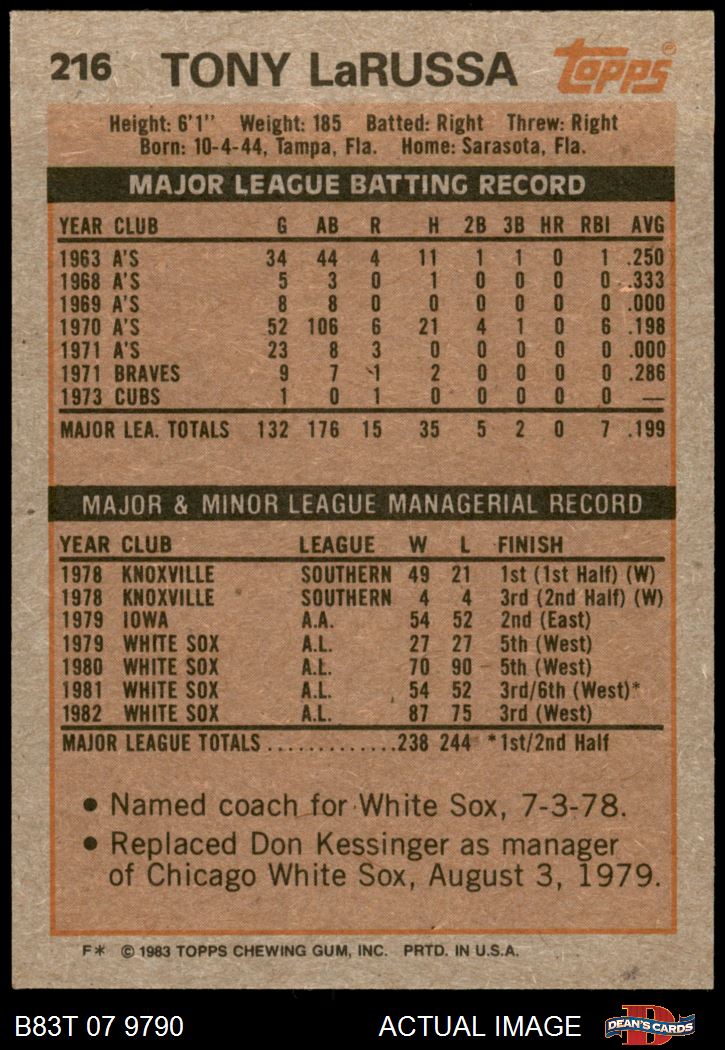 216 TONY LaRUSSA TOPPS
Height: 6'1" Weight: 185 Batted: Right Threw: Right
Born: 10-4-44, Tampa, Fla. Home: Sarasota, Fla.
MAJOR LEAGUE BATTING RECORD
YEAR CLUB G AB R H 2B 3B HR RBI AVG
1963 A'S 34 44 4 11 1 1 0 1 .250
1968 A'S 5 3 0 1 0 0 0 0 .333
1969 A'S 8 8 0 0 0 0 0 0 .000
1970 A'S 52 106 6 21 4 1 0 6 .198
1971 A'S 23 8 3 0 0 0 0 0 .000
1971 BRAVES 9 7 1 2 0 0 0 0 .286
1973 CUBS 1 0 1 0 0 0 0 0 —
MAJOR LEA. TOTALS 132 176 15 35 5 2 0 7 .199
MAJOR & MINOR LEAGUE MANAGERIAL RECORD
YEAR CLUB LEAGUE W L FINISH
1978 KNOXVILLE SOUTHERN 49 21 1st (1st Half) (W)
1978 KNOXVILLE SOUTHERN 4 4 3rd (2nd Half) (W)
1979 IOWA A.A. 54 52 2nd (East)
1979 WHITE SOX A.L. 27 27 5th (West)
1980 WHITE SOX A.L. 70 90 5th (West)
1981 WHITE SOX A.L. 54 52 3rd/6th (West)*
1982 WHITE SOX A.L. 87 75 3rd (West)
MAJOR LEAGUE TOTALS .............238 244 *1st/2nd Half
• Named coach for White Sox, 7-3-78.
• Replaced Don Kessinger as manager
of Chicago White Sox, August 3, 1979.
F* © 1983 TOPPS CHEWING GUM, INC. PRTD. IN U.S.A.
B83T 07 9790 ACTUAL IMAGE D DEAN'S CARDS